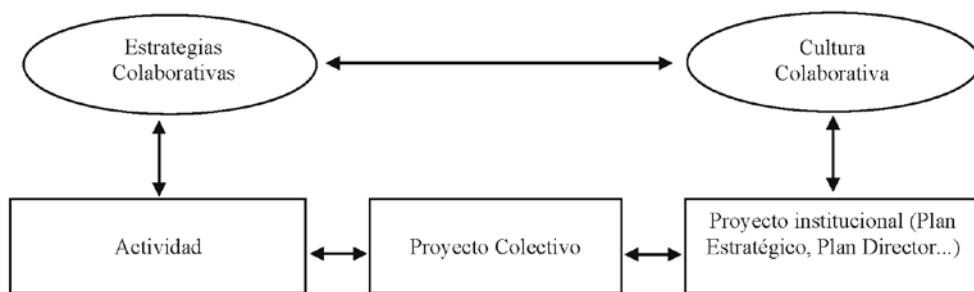 Estrategias
Colaborativas
Cultura
Colaborativa
Actividad
Proyecto Colectivo
Proyecto institucional (Plan
Estratégico, Plan Director...)